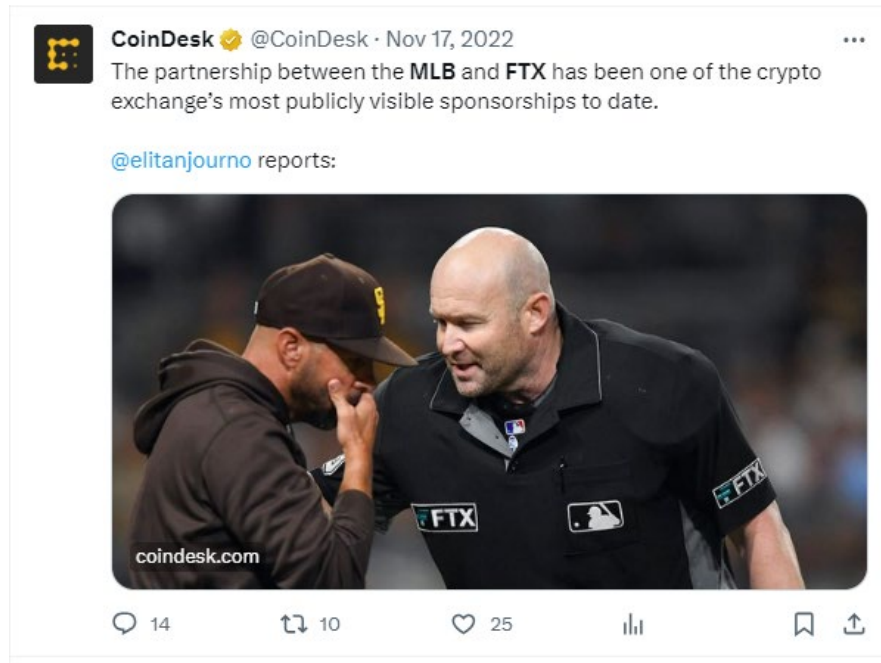 CoinDesk @CoinDesk · Nov 17, 2022
The partnership between the MLB and FTX has been one of the crypto
exchange’s most publicly visible sponsorships to date.
@elitanjourno reports:
SD
FTX
FTX
coindesk.com
14 10 25